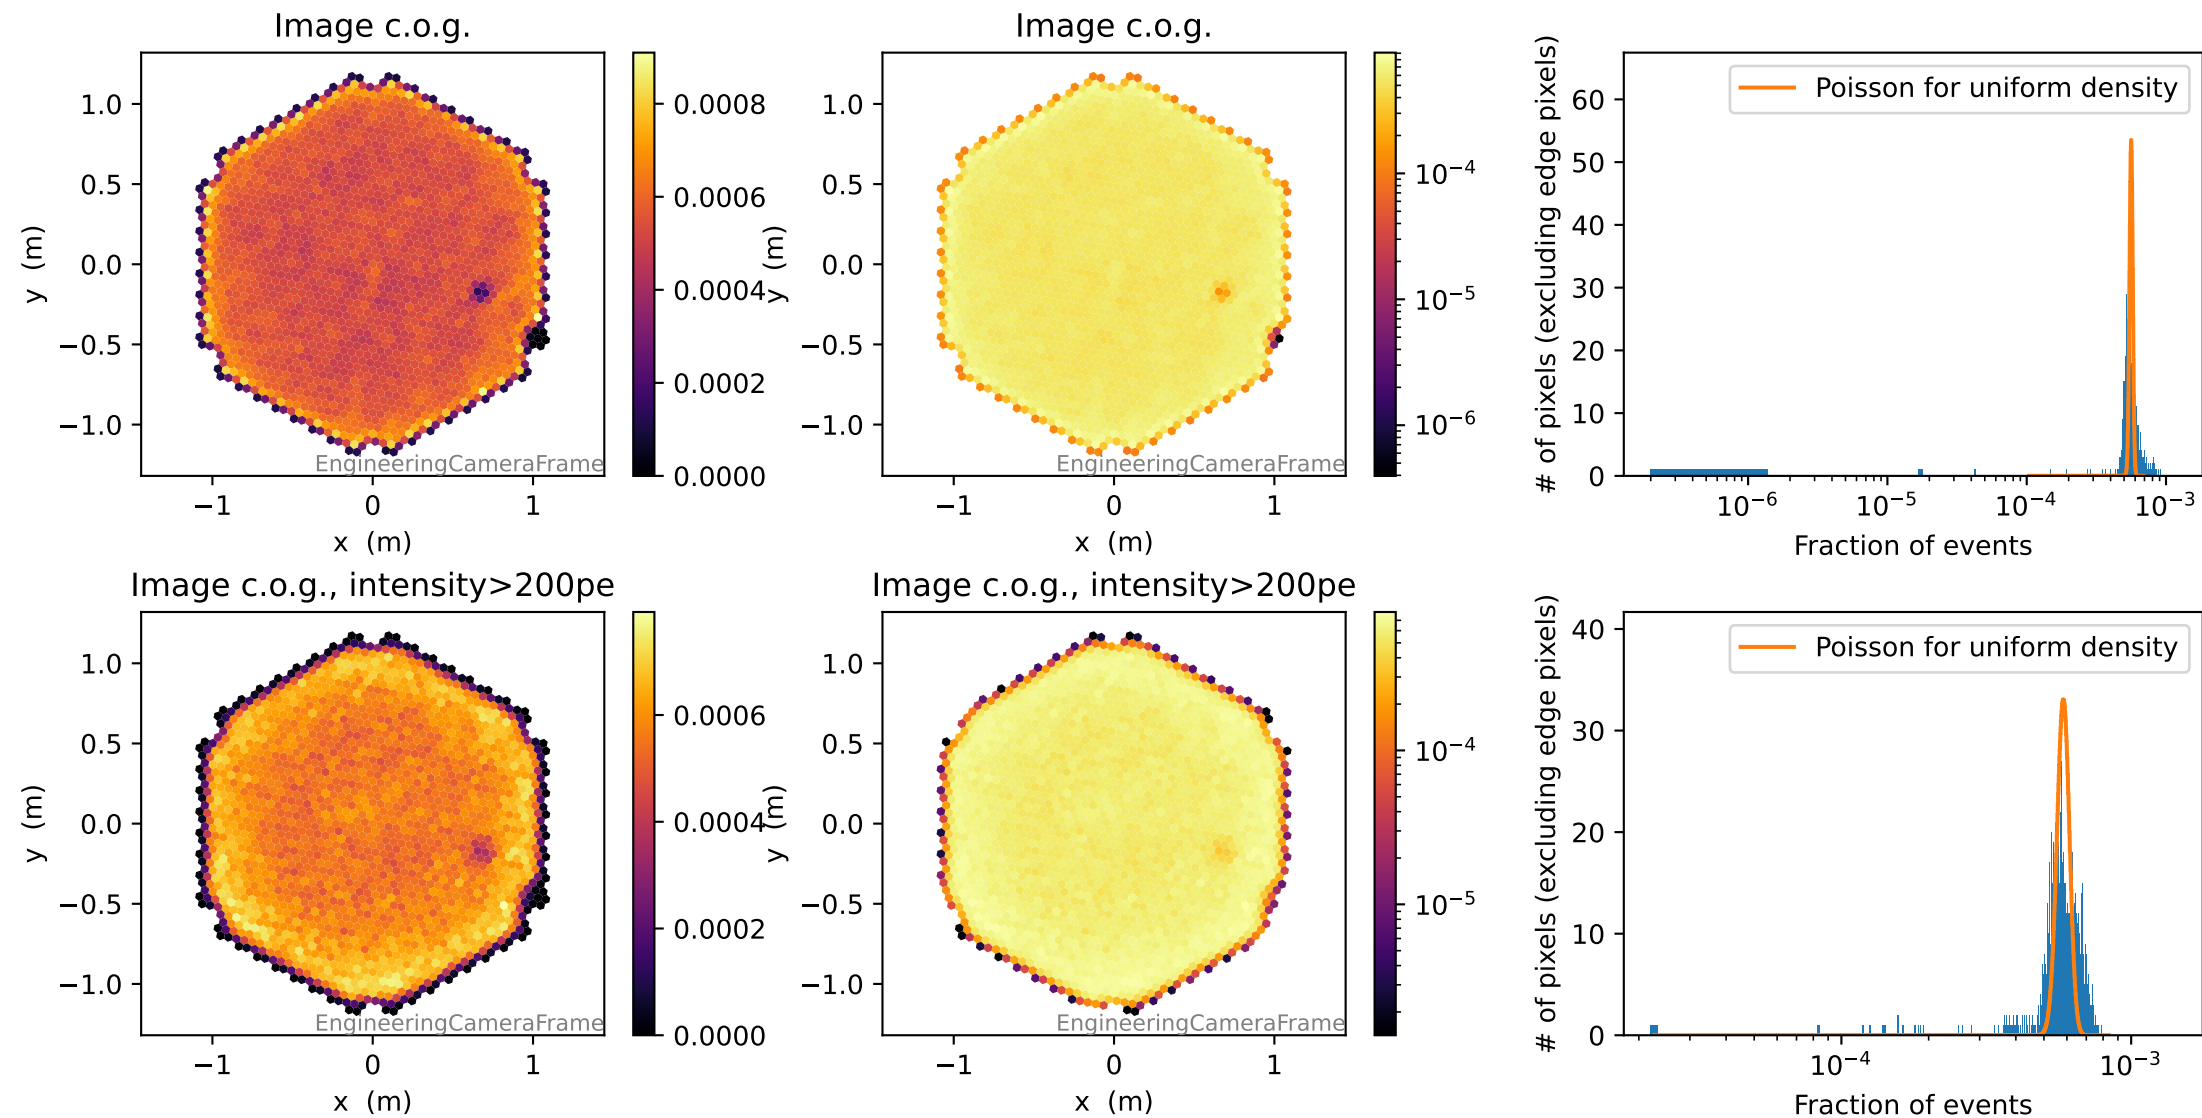 Image c.o.g.
y (m)
1.0
0.5
0.0
−0.5
−1.0
−1
0
1
x (m)
EngineeringCameraFrame
0.0008
0.0006
0.0004
0.0002
0.0000
Image c.o.g.
y (m)
1.0
0.5
0.0
−0.5
−1.0
−1
0
1
x (m)
EngineeringCameraFrame
10⁻⁴
10⁻⁵
10⁻⁶
# of pixels (excluding edge pixels)
60
50
40
30
20
10
0
Poisson for uniform density
10⁻⁶
10⁻⁵
10⁻⁴
10⁻³
Fraction of events
Image c.o.g., intensity>200pe
y (m)
1.0
0.5
0.0
−0.5
−1.0
−1
0
1
x (m)
EngineeringCameraFrame
0.0006
0.0004
0.0002
0.0000
Image c.o.g., intensity>200pe
y (m)
1.0
0.5
0.0
−0.5
−1.0
−1
0
1
x (m)
EngineeringCameraFrame
10⁻⁴
10⁻⁵
# of pixels (excluding edge pixels)
40
30
20
10
0
Poisson for uniform density
10⁻⁴
10⁻³
Fraction of events